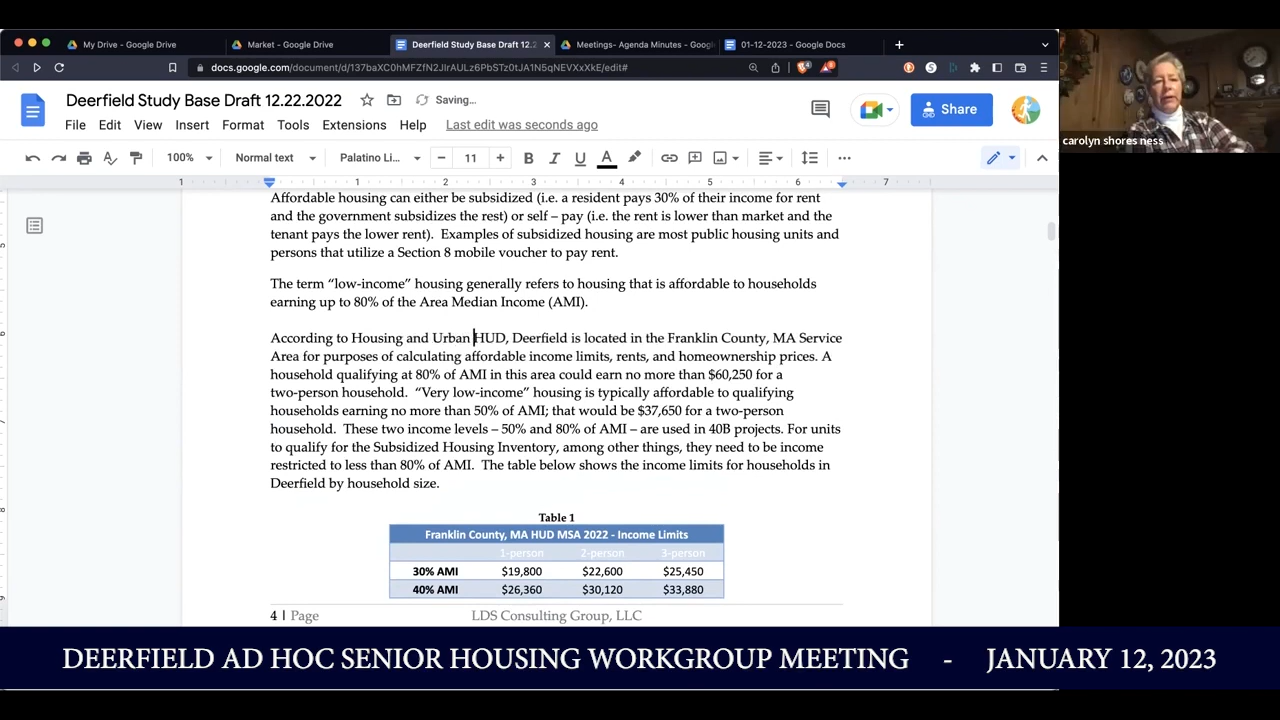 My Drive - Google Drive
Market - Google Drive
Deerfield Study Base Draft 12.2
Meetings- Agenda Minutes - Goog
01-12-2023 - Google Docs
docs.google.com/document/d/137baXC0hMFZfN2JIrAULz6PbSTz0tJA1N5qNEVXxXkE/edit#
Deerfield Study Base Draft 12.22.2022
Saving...
Share
File Edit View Insert Format Tools Extensions Help Last edit was seconds ago
100% Normal text Palatino Li... 11 B I U A
1 1 2 3 4 5 6 7
Affordable housing can either be subsidized (i.e. a resident pays 30% of their income for rent
and the government subsidizes the rest) or self – pay (i.e. the rent is lower than market and the
tenant pays the lower rent). Examples of subsidized housing are most public housing units and
persons that utilize a Section 8 mobile voucher to pay rent.
The term “low-income” housing generally refers to housing that is affordable to households
earning up to 80% of the Area Median Income (AMI).
According to Housing and Urban HUD, Deerfield is located in the Franklin County, MA Service
Area for purposes of calculating affordable income limits, rents, and homeownership prices. A
household qualifying at 80% of AMI in this area could earn no more than $60,250 for a
two-person household. “Very low-income” housing is typically affordable to qualifying
households earning no more than 50% of AMI; that would be $37,650 for a two-person
household. These two income levels – 50% and 80% of AMI – are used in 40B projects. For units
to qualify for the Subsidized Housing Inventory, among other things, they need to be income
restricted to less than 80% of AMI. The table below shows the income limits for households in
Deerfield by household size.
Table 1
Franklin County, MA HUD MSA 2022 - Income Limits
1-person 2-person 3-person
30% AMI $19,800 $22,600 $25,450
40% AMI $26,360 $30,120 $33,880
4 | Page LDS Consulting Group, LLC
carolyn shores ness
DEERFIELD AD HOC SENIOR HOUSING WORKGROUP MEETING - JANUARY 12, 2023